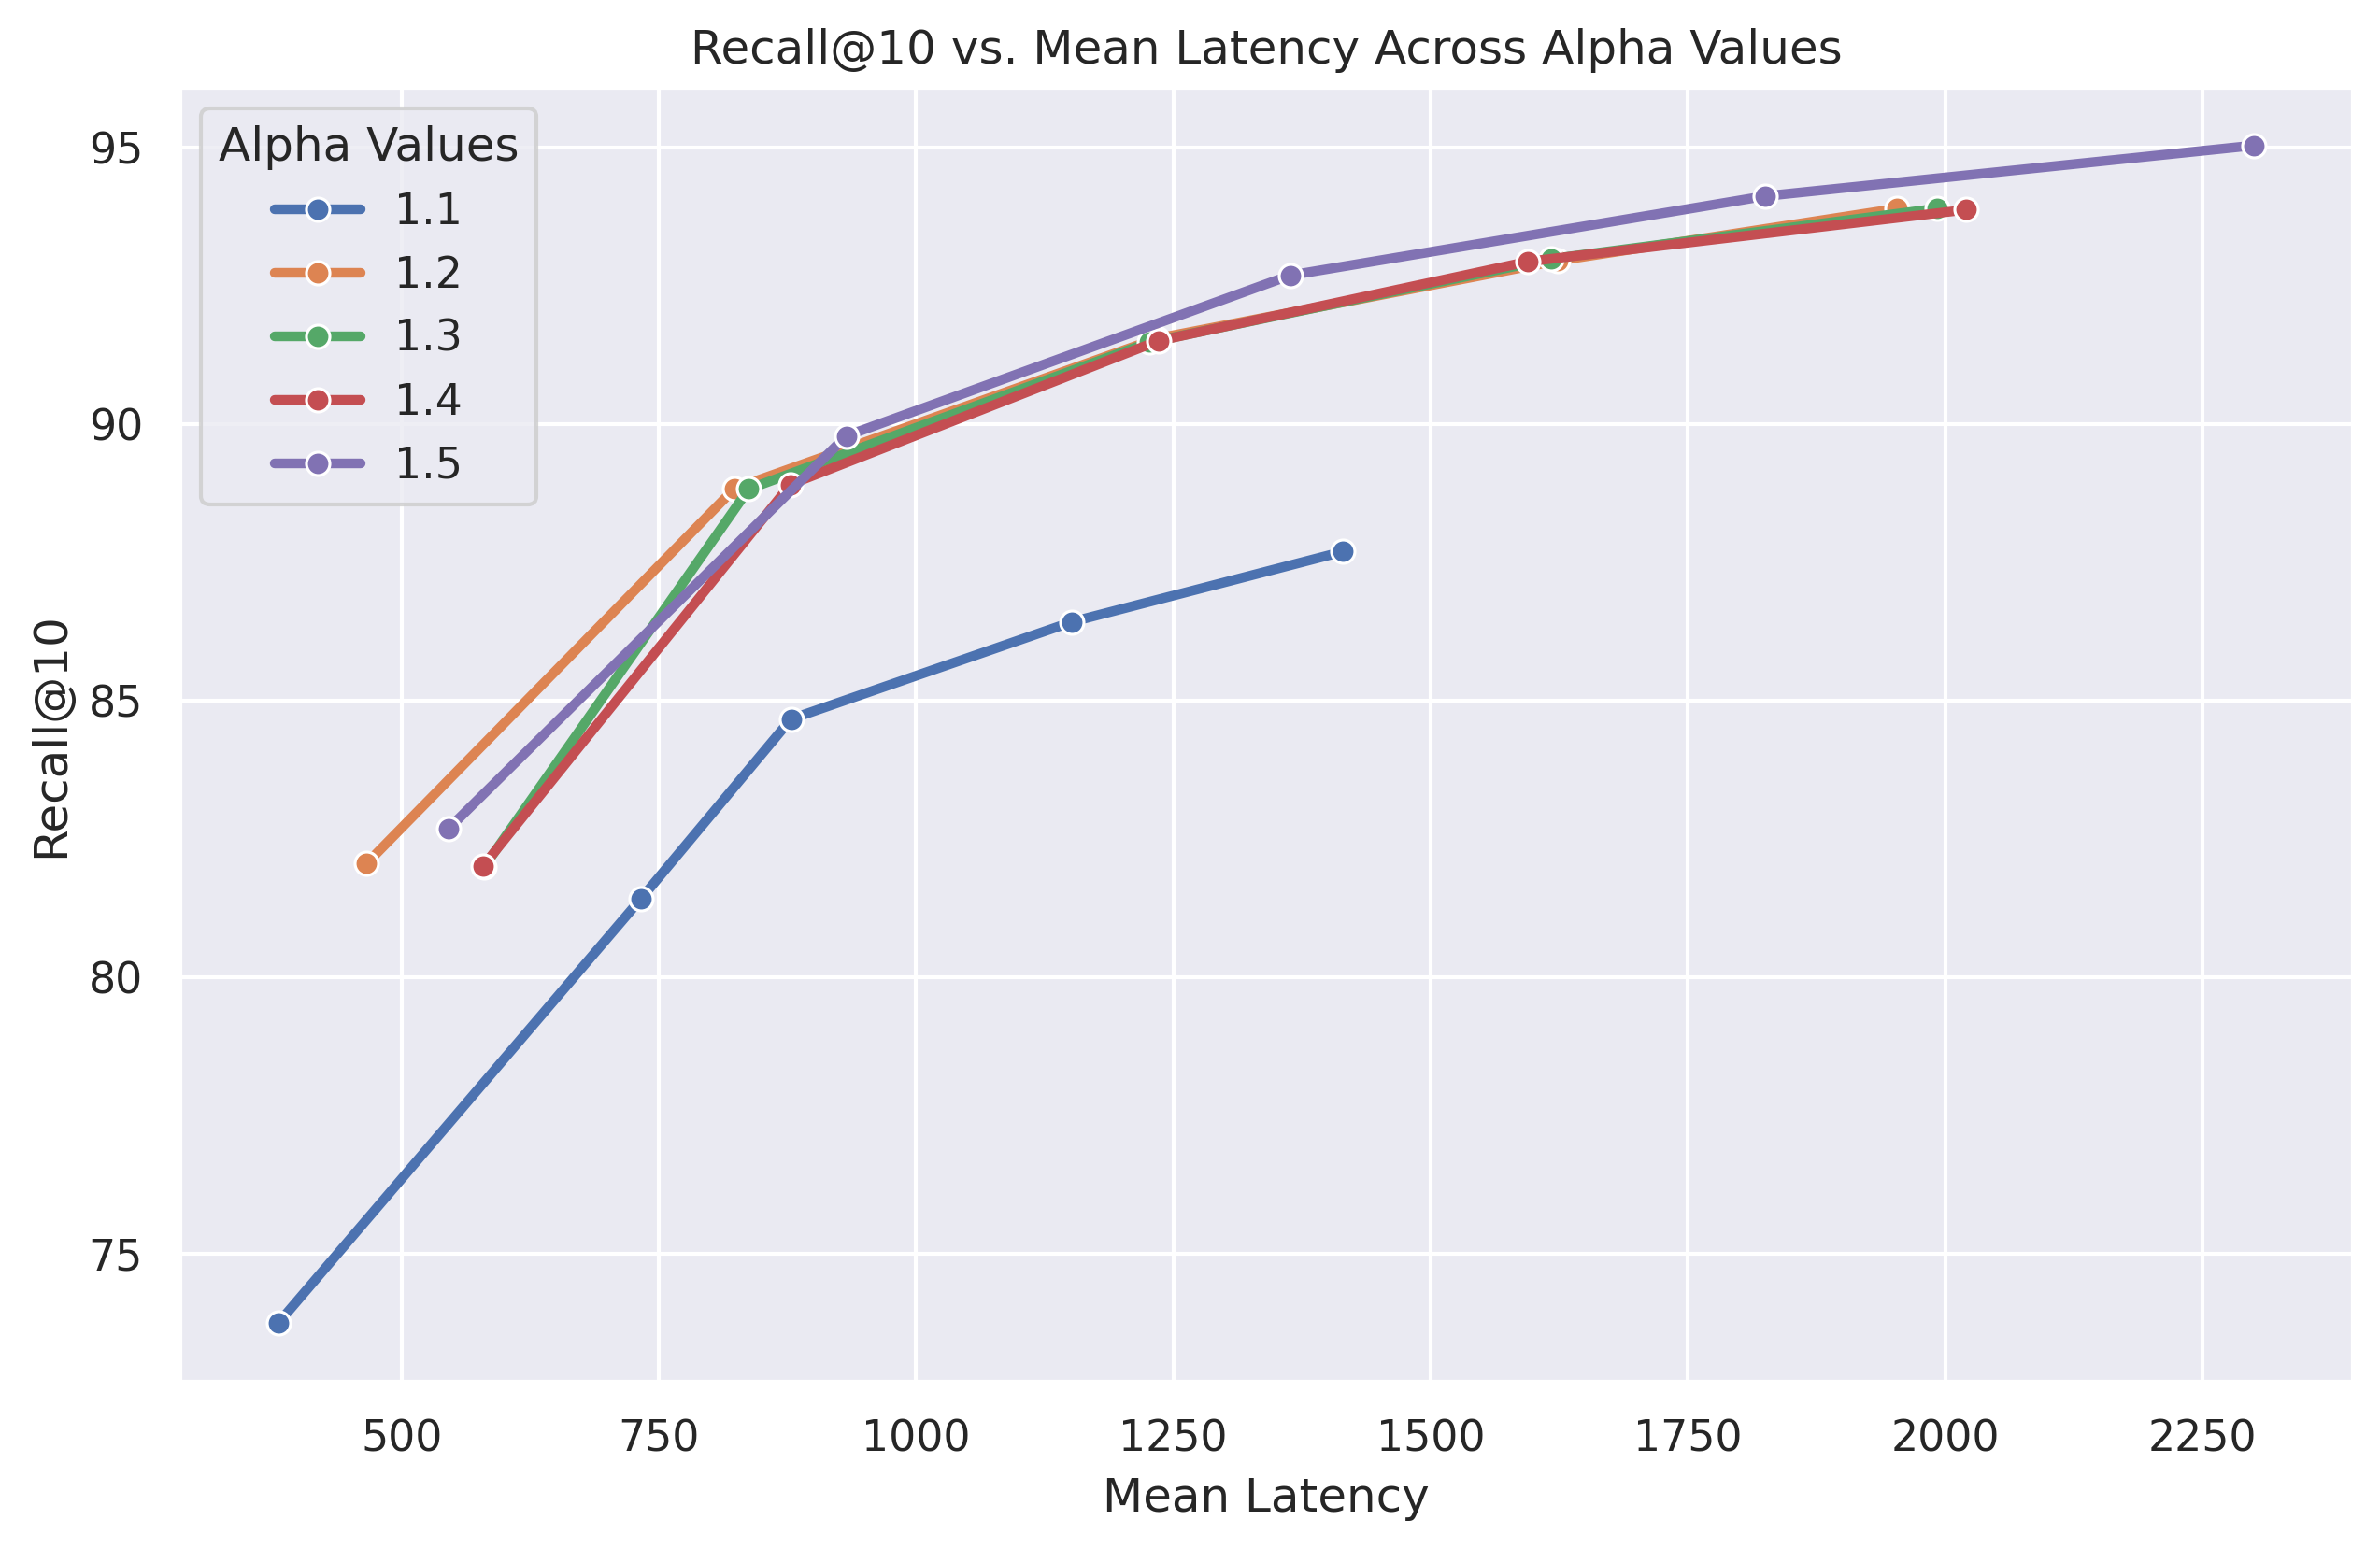 Recall@10 vs. Mean Latency Across Alpha Values
Alpha Values
1.1
1.2
1.3
1.4
1.5
95
90
85
80
75
Recall@10
500 750 1000 1250 1500 1750 2000 2250
Mean Latency